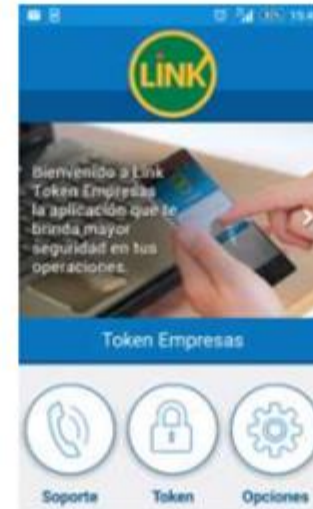 LINK
Bienvenido a Link
Token Empresas
la aplicación que te
brinda mayor
seguridad en tus
operaciones.
Token Empresas
Soporte
Token
Opciones